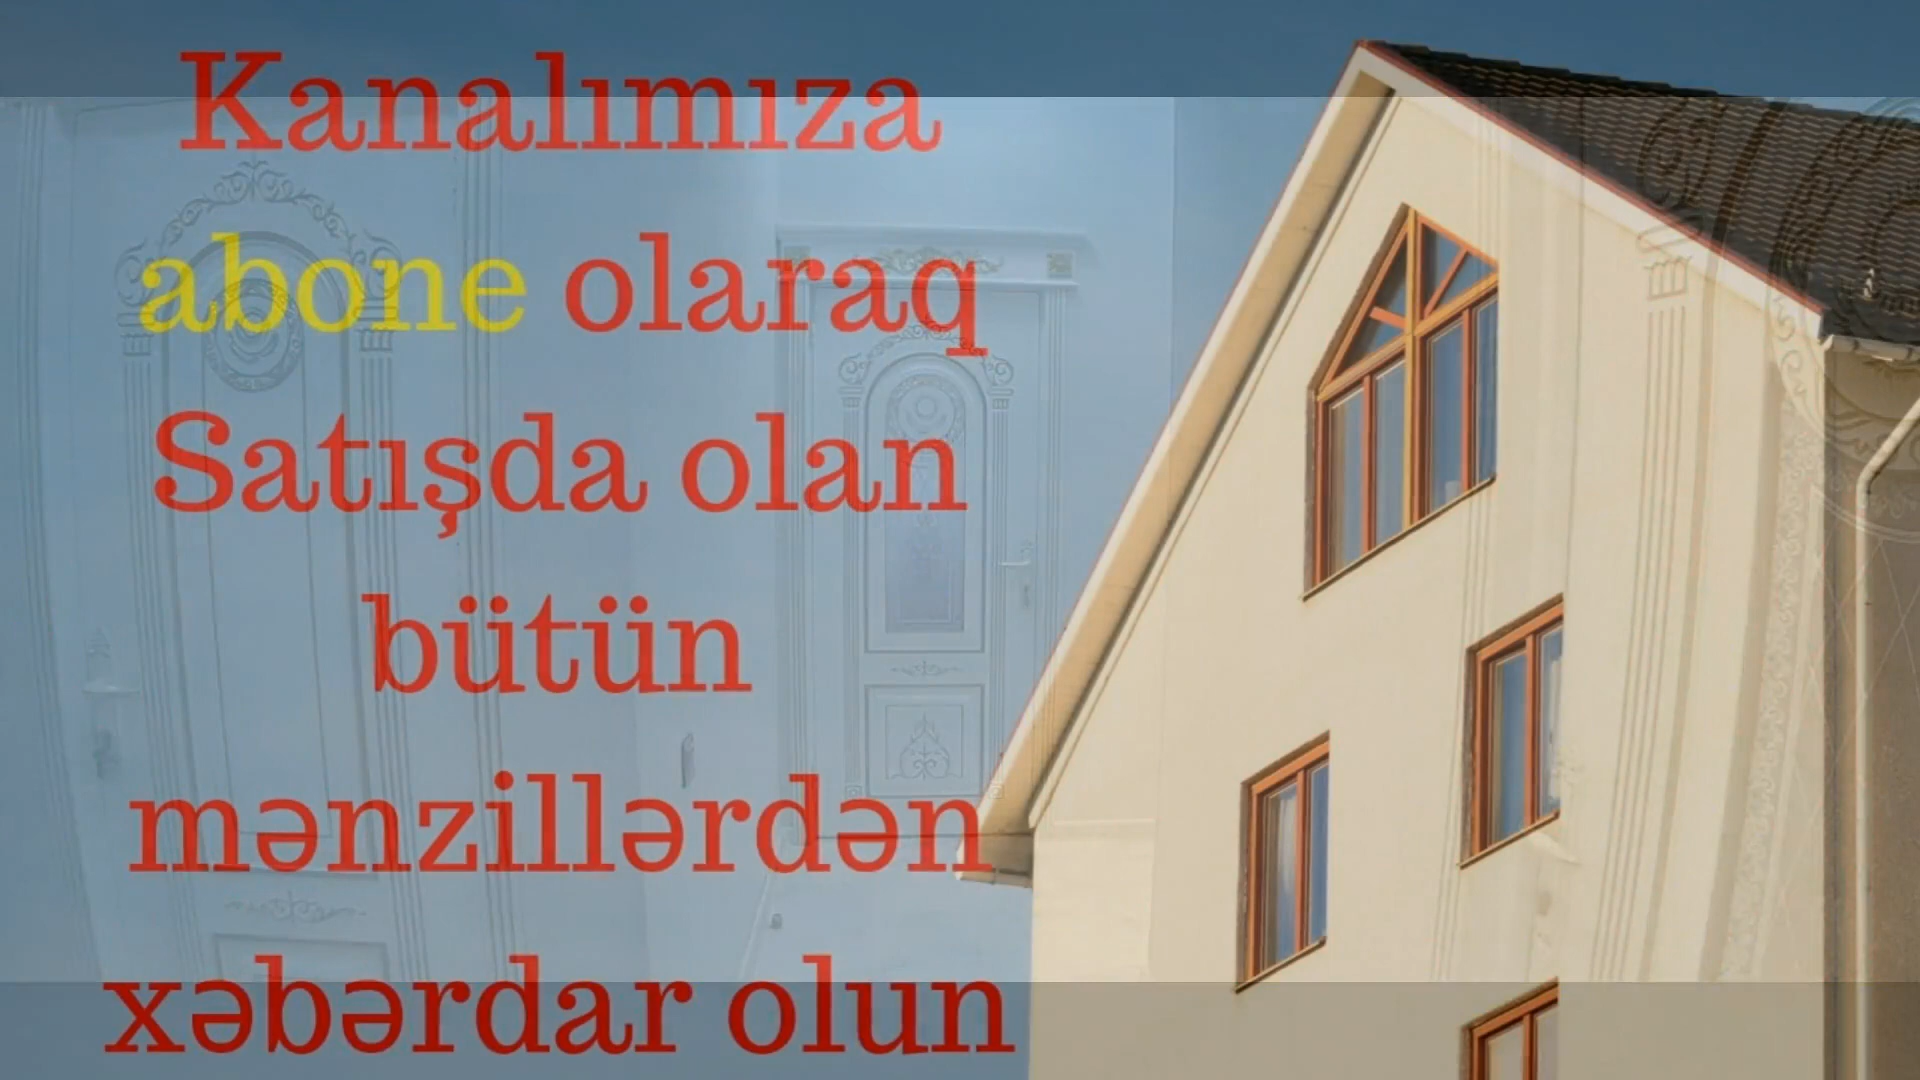 Kanalımıza
abone olaraq
Satışda olan
bütün
mənzillərdən
xəbərdar olun